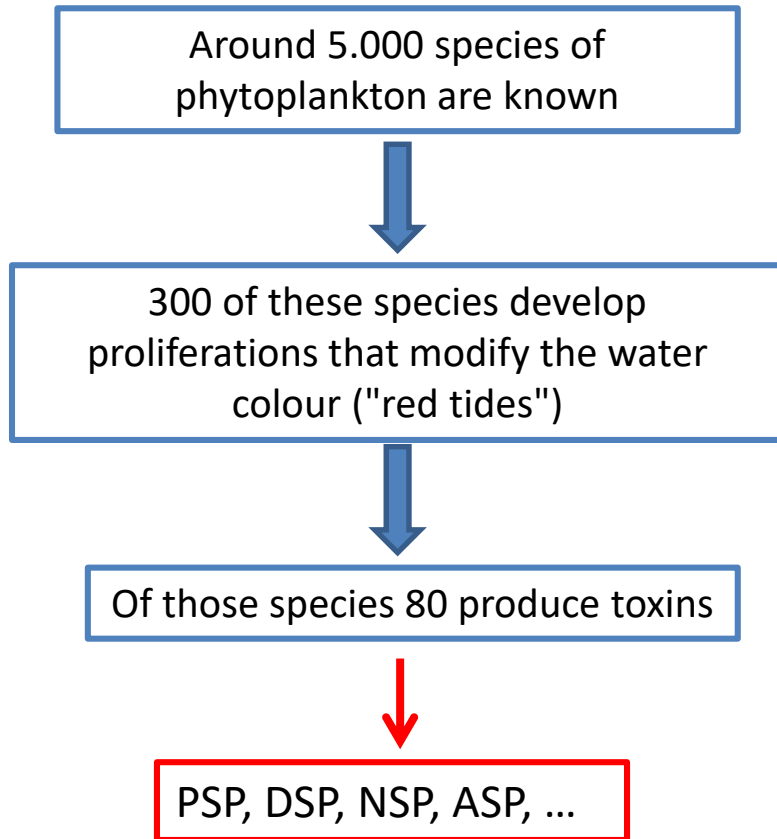 Around 5.000 species of
phytoplankton are known
300 of these species develop
proliferations that modify the water
colour ("red tides")
Of those species 80 produce toxins
PSP, DSP, NSP, ASP, ...